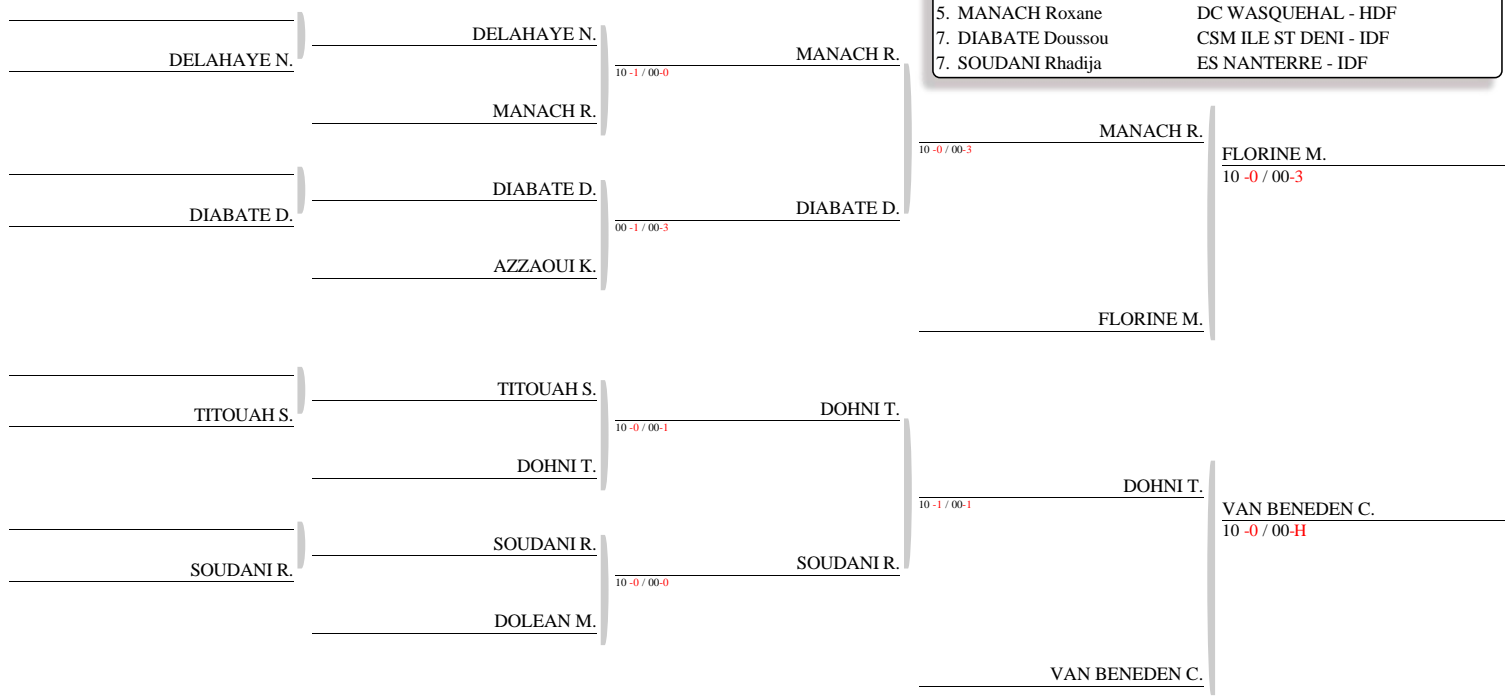 5. MANACH Roxane DC WASQUEHAL - HDF
7. DIABATE Doussou CSM ILE ST DENI - IDF
7. SOUDANI Rhadija ES NANTERRE - IDF
DELAHAYE N.
DELAHAYE N.
MANACH R.
10 -1 / 00-0
MANACH R.
DIABATE D.
DIABATE D.
AZZAOUI K.
DIABATE D.
00 -1 / 00-3
MANACH R.
10 -0 / 00-3
FLORINE M.
FLORINE M.
10 -0 / 00-3
TITOUAH S.
TITOUAH S.
DOHNI T.
DOHNI T.
10 -0 / 00-1
SOUDANI R.
SOUDANI R.
DOLEAN M.
SOUDANI R.
10 -0 / 00-0
DOHNI T.
10 -1 / 00-1
VAN BENEDEN C.
VAN BENEDEN C.
10 -0 / 00-H